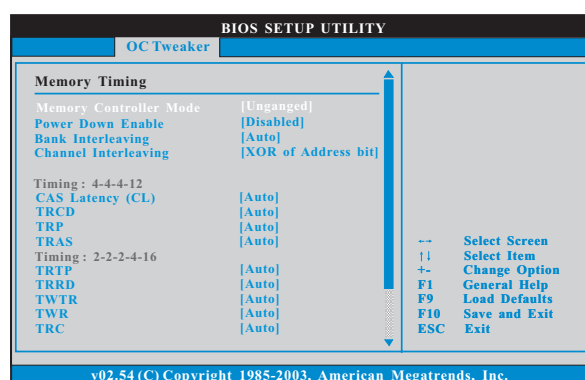 BIOS SETUP UTILITY
OC Tweaker
Memory Timing
Memory Controller Mode [Unganged]
Power Down Enable [Disabled]
Bank Interleaving [Auto]
Channel Interleaving [XOR of Address bit]
Timing : 4-4-4-12
CAS Latency (CL) [Auto]
TRCD [Auto]
TRP [Auto]
TRAS [Auto]
Timing : 2-2-2-4-16
TRTP [Auto]
TRRD [Auto]
TWTR [Auto]
TWR [Auto]
TRC [Auto]
←→ Select Screen
↑↓ Select Item
+- Change Option
F1 General Help
F9 Load Defaults
F10 Save and Exit
ESC Exit
v02.54 (C) Copyright 1985-2003, American Megatrends, Inc.